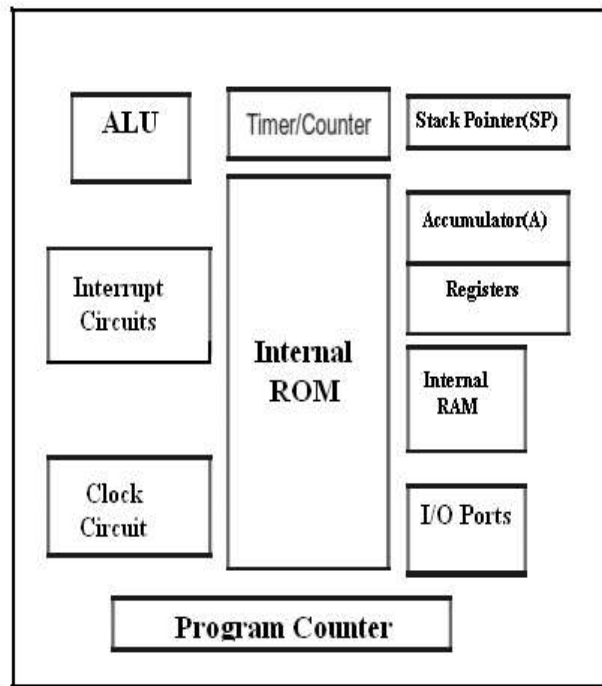 ALU
Timer/Counter
Stack Pointer(SP)
Accumulator(A)
Registers
Interrupt
Circuits
Internal
ROM
Internal
RAM
Clock
Circuit
I/O Ports
Program Counter